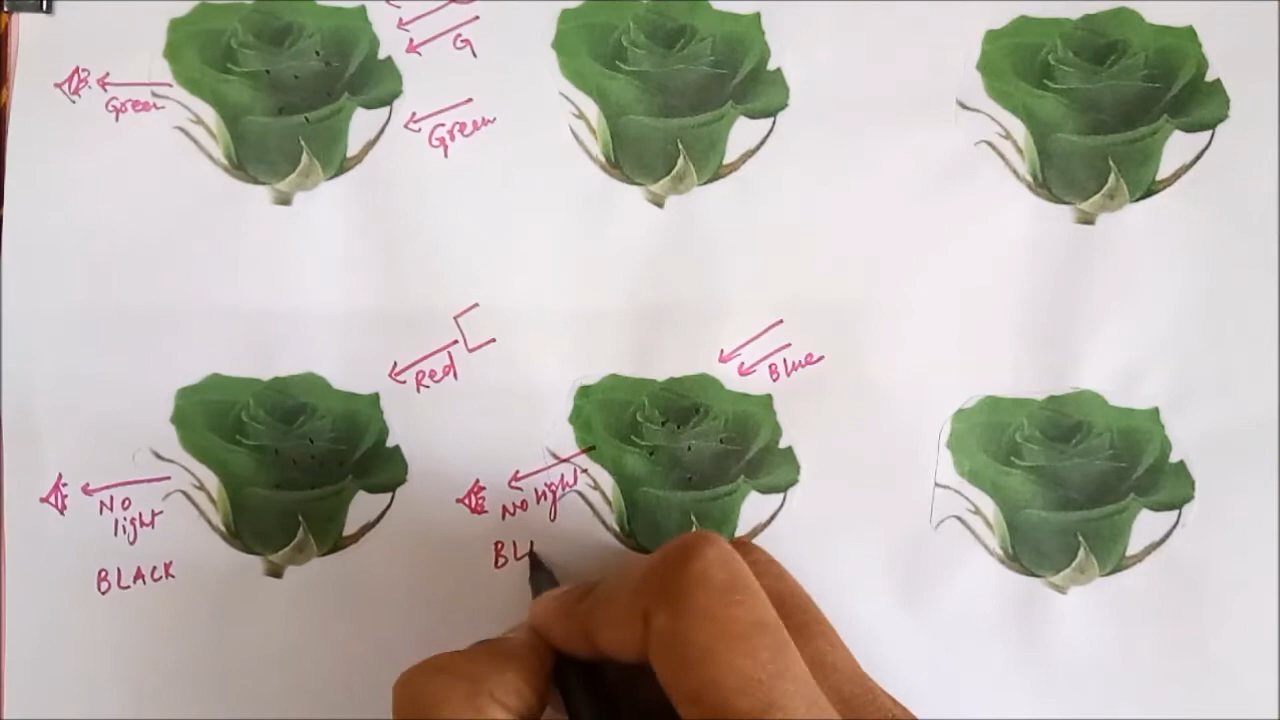 G
Green
Green
Red
Blue
No
light
No light
BLACK
BL